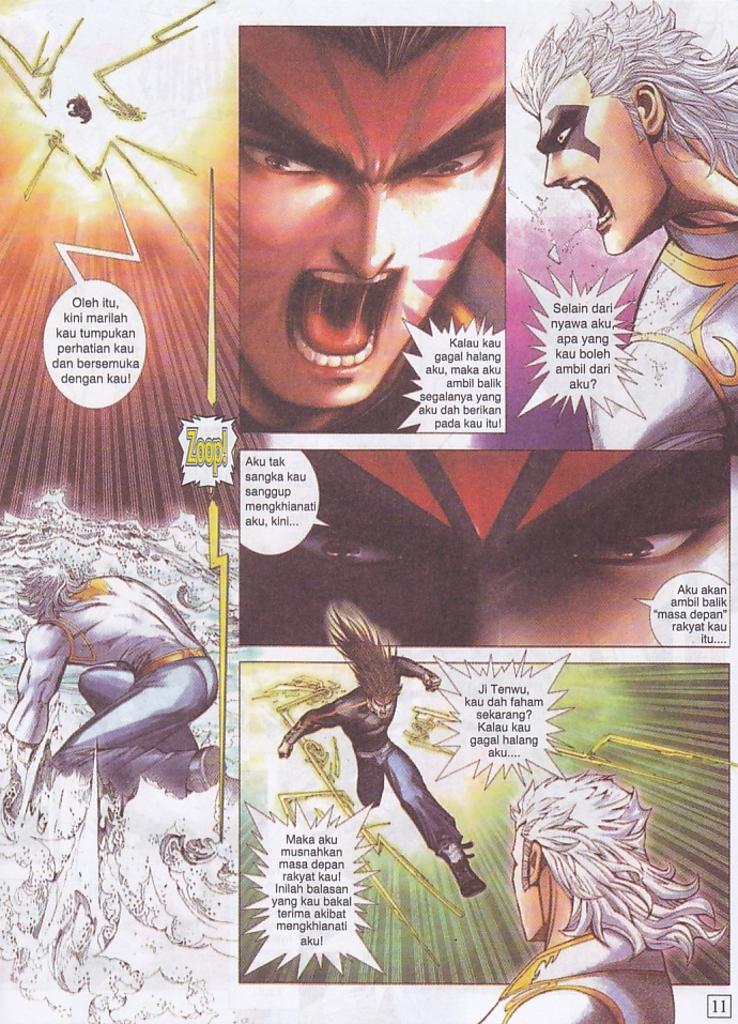 Oleh itu,
kini marilah
kau tumpukan
perhatian kau
dan bersemuka
dengan kau!
Zoop!
Kalau kau
gagal halang
aku, maka aku
ambil balik
segalanya yang
aku dah berikan
pada kau itu!
Selain dari
nyawa aku,
apa yang
kau boleh
ambil dari
aku?
Aku tak
sangka kau
sanggup
mengkhianati
aku, kini...
Aku akan
ambil balik
"masa depan"
rakyat kau
itu....
Ji Tenwu,
kau dah faham
sekarang?
Kalau kau
gagal halang
aku....
Maka aku
musnahkan
masa depan
rakyat kau!
Inilah balasan
yang kau bakal
terima akibat
mengkhianati
aku!
11